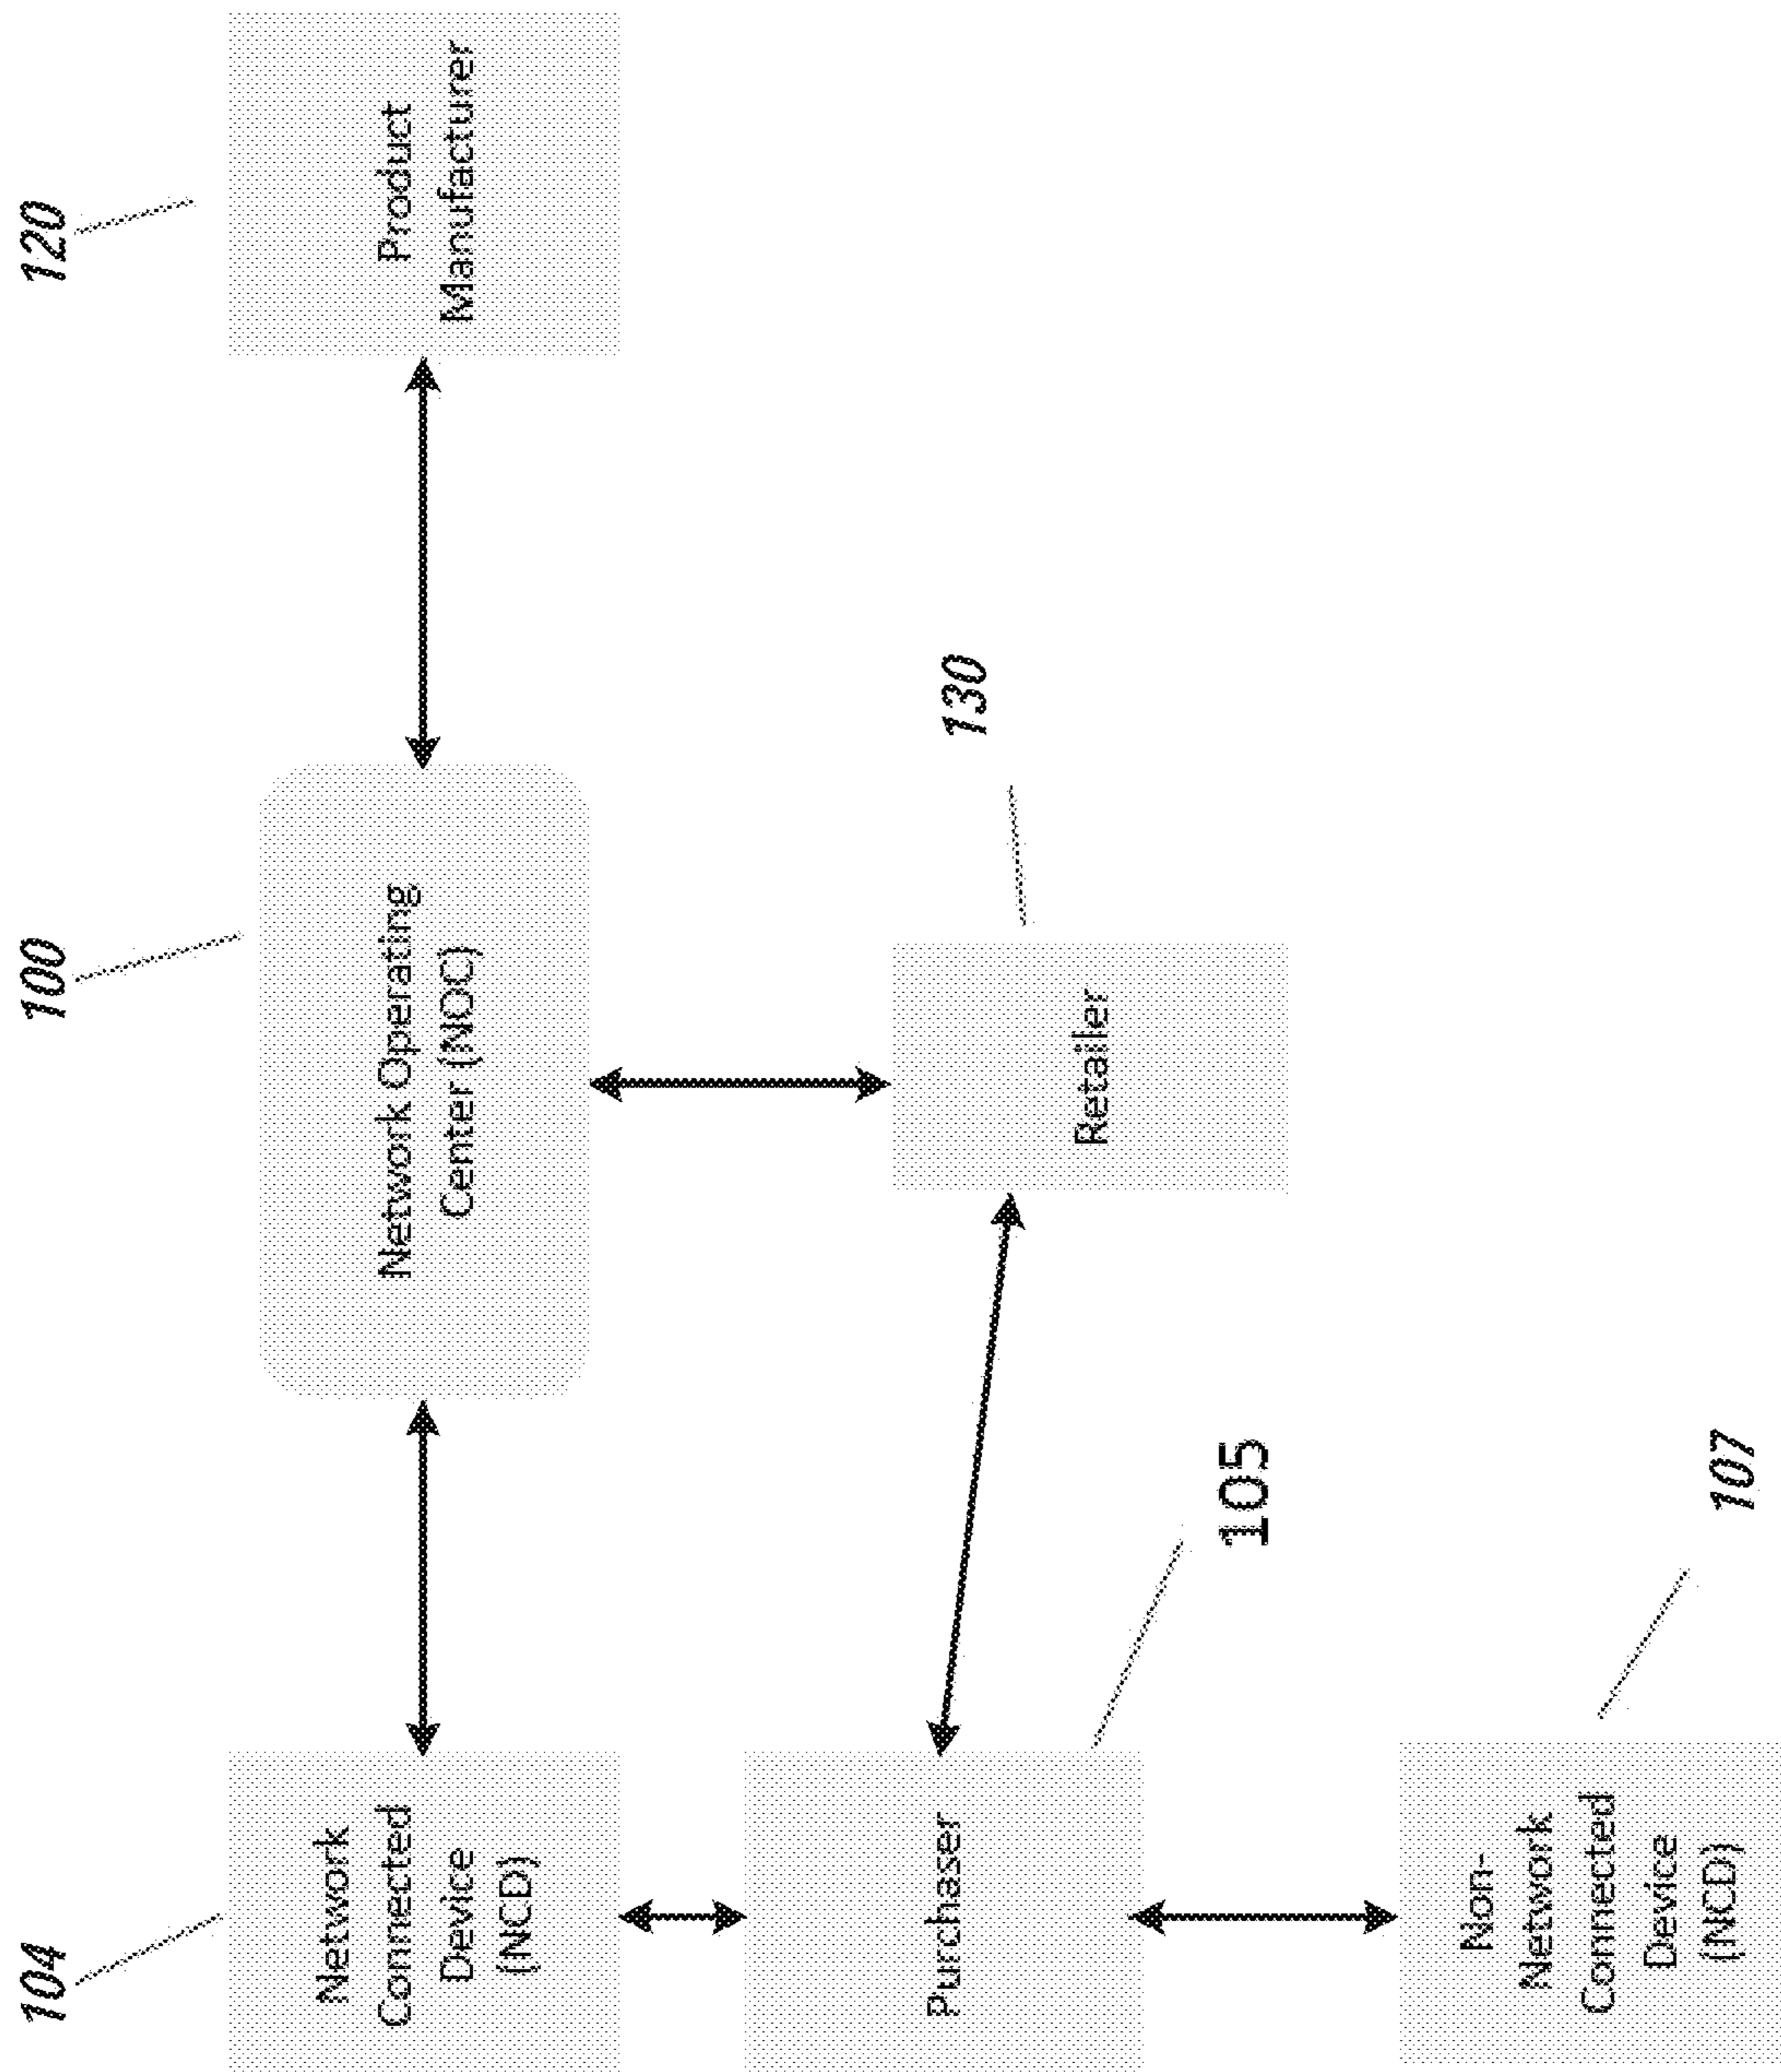 104
100
120
Network
Connected
Device
(NCD)
Network Operating
Center (NOC)
Product
Manufacturer
130
Purchaser
Retailer
105
Non-
Network
Connected
Device
(NCD)
107